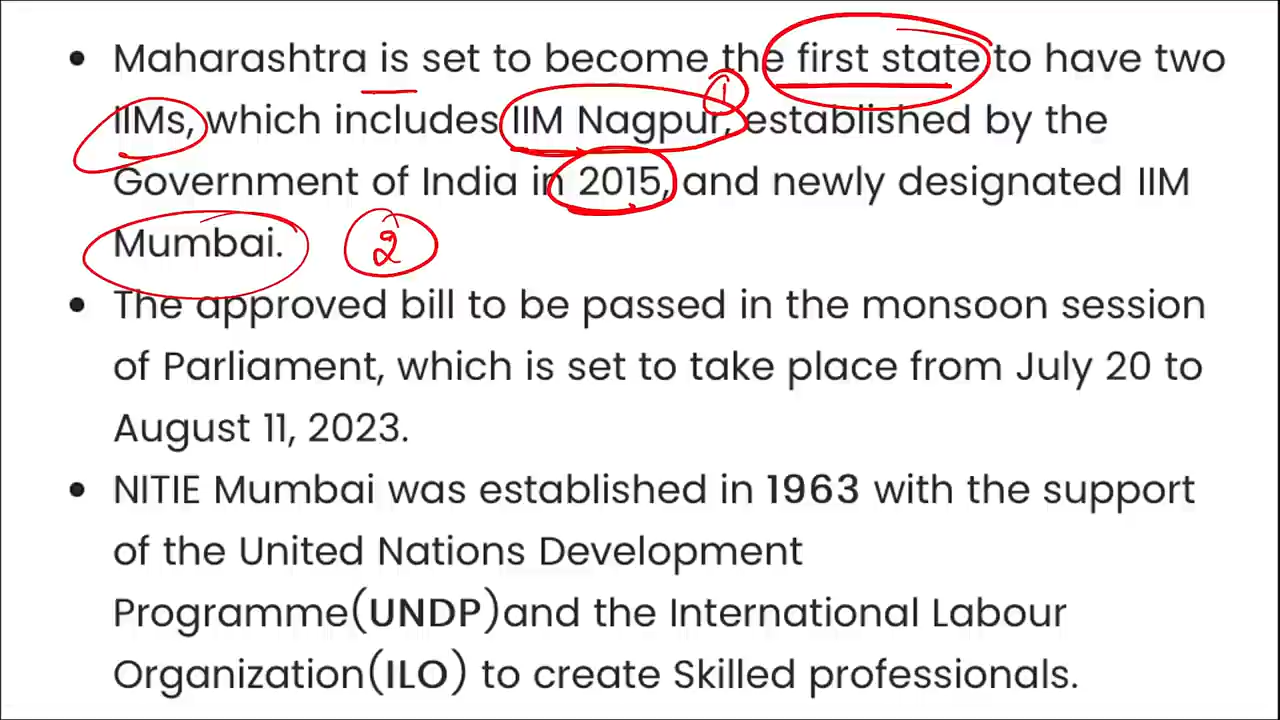 • Maharashtra is set to become the first state to have two
IIMs, which includes IIM Nagpur, established by the
1
Government of India in 2015, and newly designated IIM
Mumbai. 2
• The approved bill to be passed in the monsoon session
of Parliament, which is set to take place from July 20 to
August 11, 2023.
• NITIE Mumbai was established in 1963 with the support
of the United Nations Development
Programme(UNDP)and the International Labour
Organization(ILO) to create Skilled professionals.